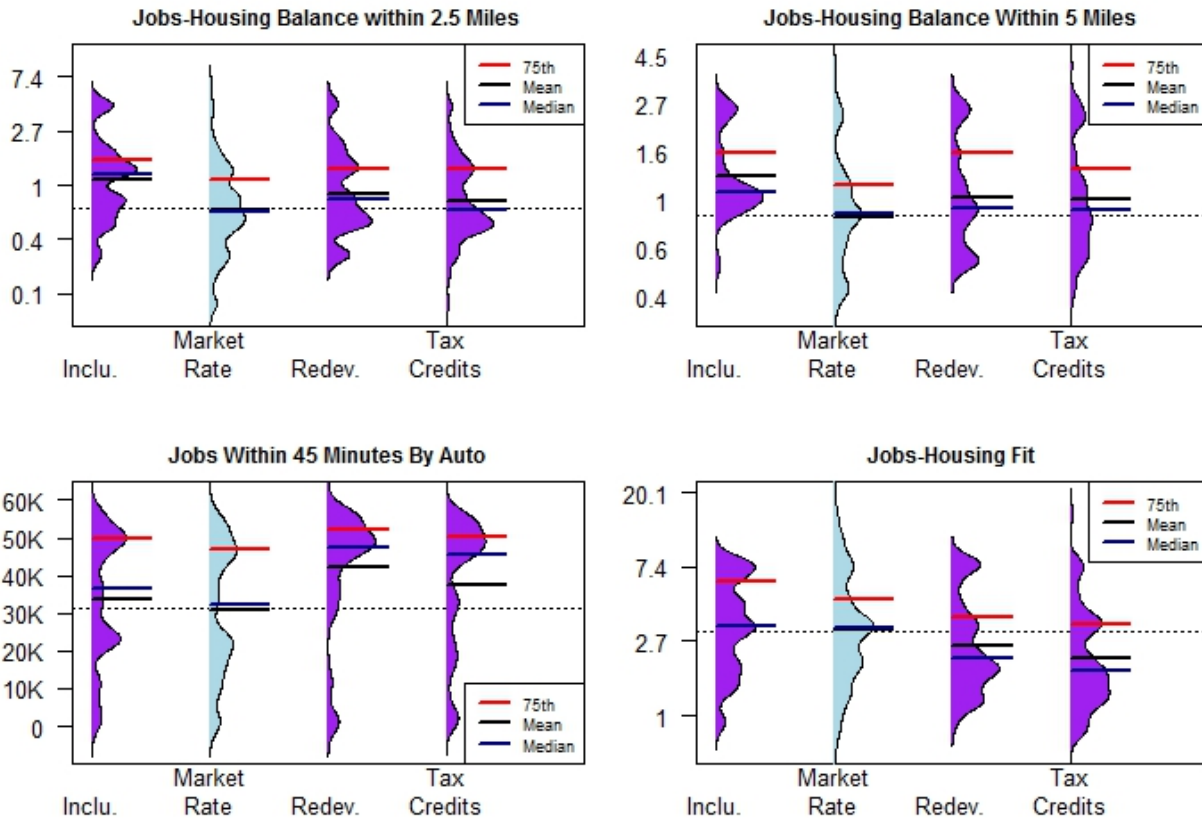 Jobs-Housing Balance within 2.5 Miles
7.4
2.7
1
0.4
0.1
75th
Mean
Median
Market Tax
Inclu. Rate Redev. Credits
Jobs-Housing Balance Within 5 Miles
4.5
2.7
1.6
1
0.6
0.4
75th
Mean
Median
Market Tax
Inclu. Rate Redev. Credits
Jobs Within 45 Minutes By Auto
60K
50K
40K
30K
20K
10K
0
75th
Mean
Median
Market Tax
Inclu. Rate Redev. Credits
Jobs-Housing Fit
20.1
7.4
2.7
1
75th
Mean
Median
Market Tax
Inclu. Rate Redev. Credits